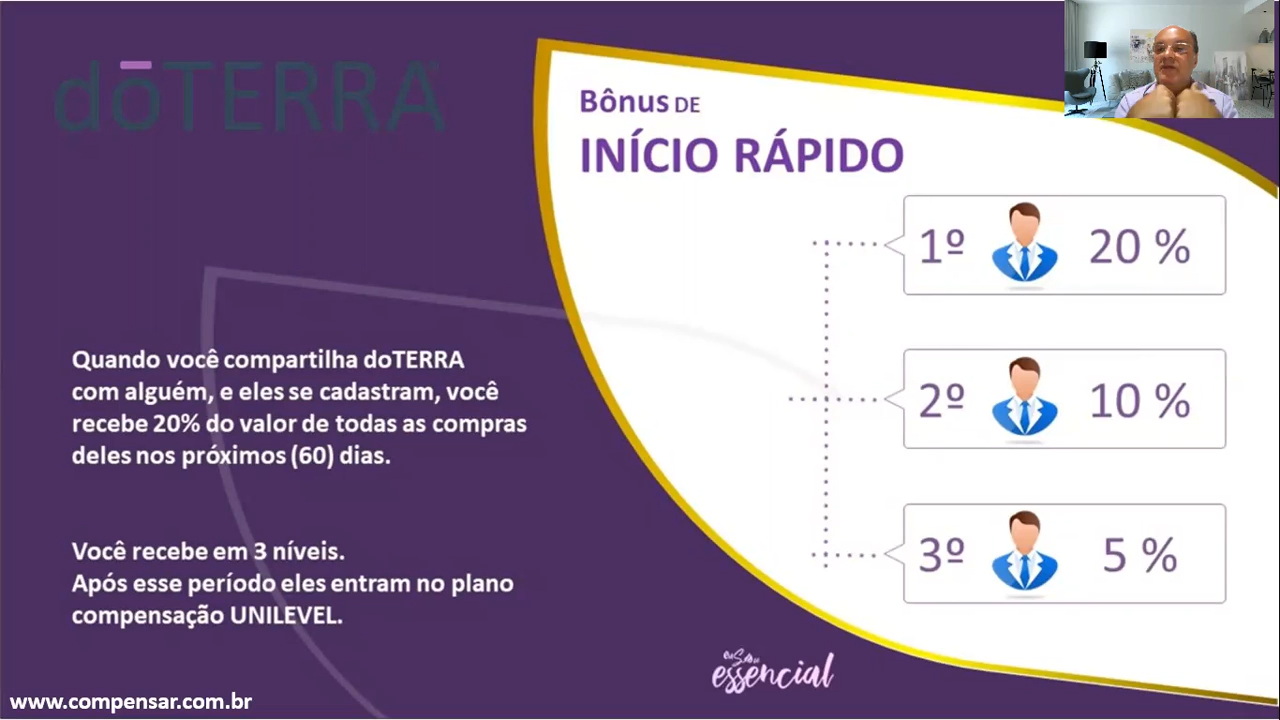 dōTERRA
Bônus DE
INÍCIO RÁPIDO
1º 20 %
2º 10 %
3º 5 %
Quando você compartilha doTERRA
com alguém, e eles se cadastram, você
recebe 20% do valor de todas as compras
deles nos próximos (60) dias.
Você recebe em 3 níveis.
Após esse período eles entram no plano
compensação UNILEVEL.
essencial
www.compensar.com.br